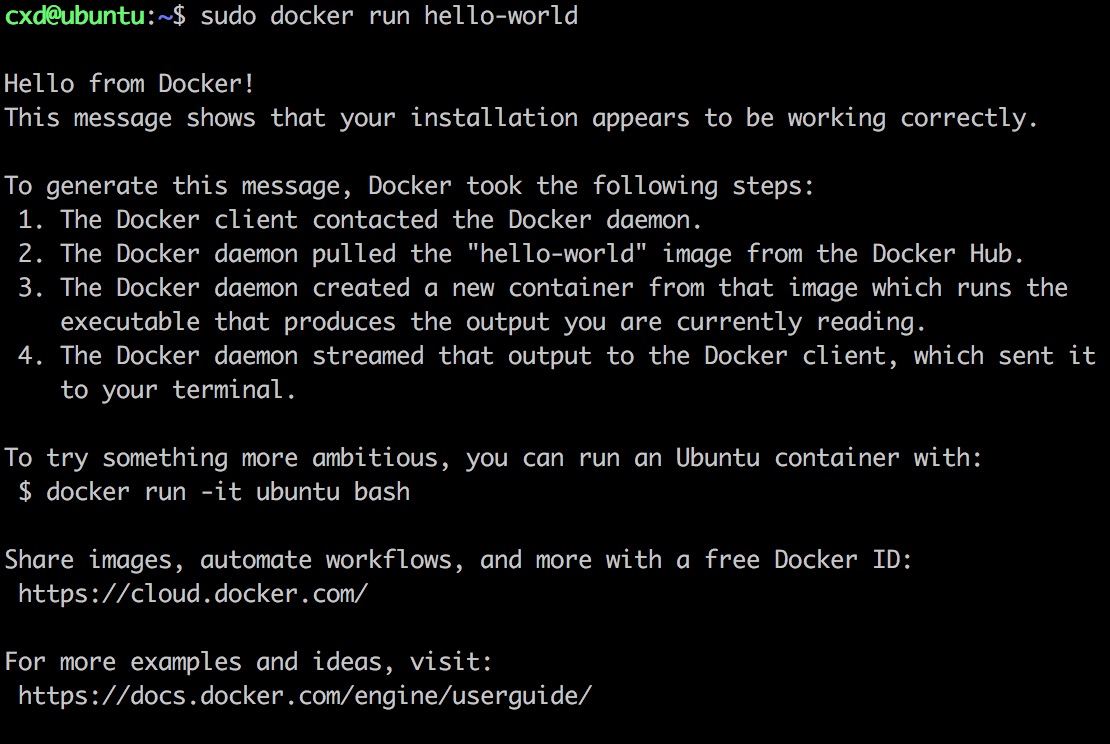 cxd@ubuntu:~$ sudo docker run hello-world
Hello from Docker!
This message shows that your installation appears to be working correctly.
To generate this message, Docker took the following steps:
1. The Docker client contacted the Docker daemon.
2. The Docker daemon pulled the "hello-world" image from the Docker Hub.
3. The Docker daemon created a new container from that image which runs the
executable that produces the output you are currently reading.
4. The Docker daemon streamed that output to the Docker client, which sent it
to your terminal.
To try something more ambitious, you can run an Ubuntu container with:
$ docker run -it ubuntu bash
Share images, automate workflows, and more with a free Docker ID:
https://cloud.docker.com/
For more examples and ideas, visit:
https://docs.docker.com/engine/userguide/